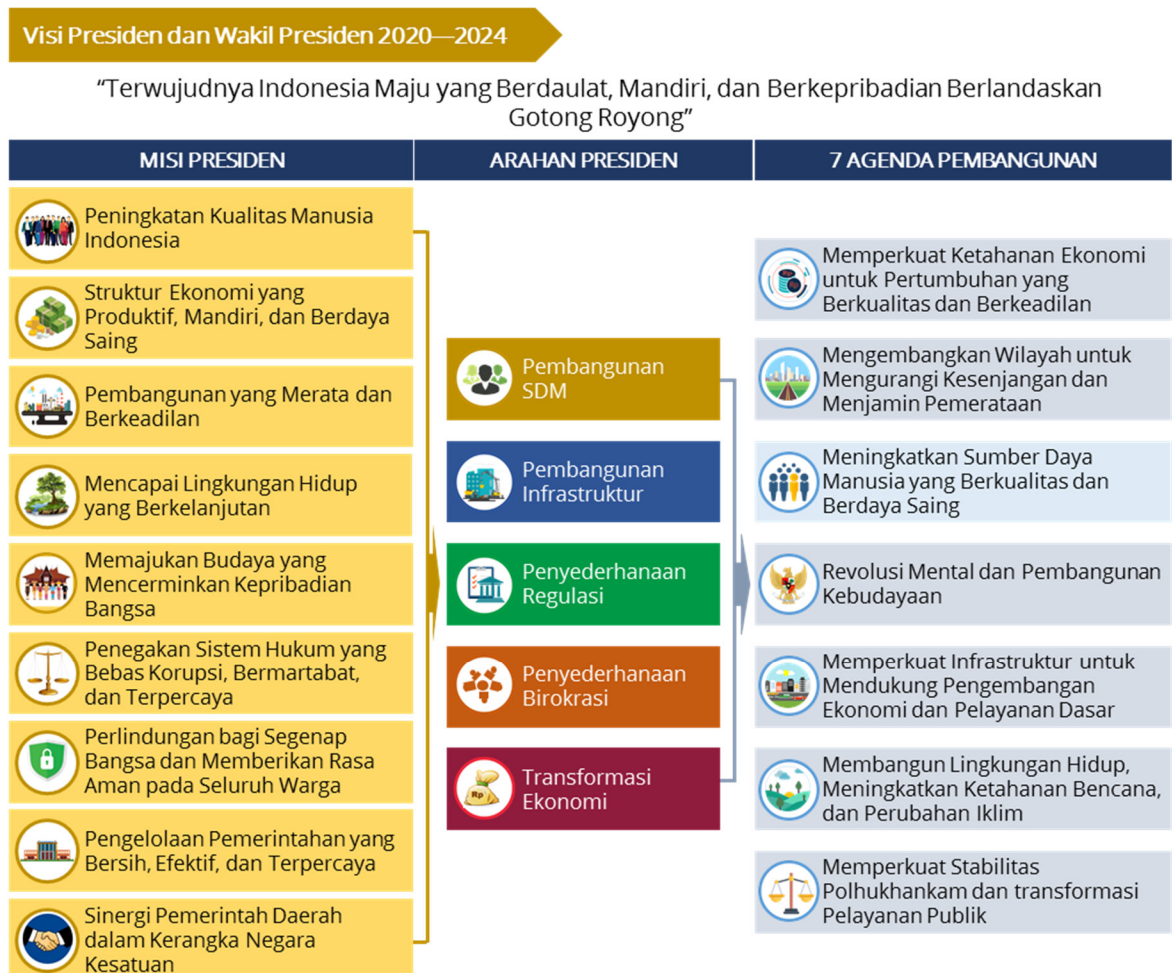 Visi Presiden dan Wakil Presiden 2020—2024
“Terwujudnya Indonesia Maju yang Berdaulat, Mandiri, dan Berkepribadian Berlandaskan
Gotong Royong”
MISI PRESIDEN
Peningkatan Kualitas Manusia
Indonesia
Struktur Ekonomi yang
Produktif, Mandiri, dan Berdaya
Saing
Pembangunan yang Merata dan
Berkeadilan
Mencapai Lingkungan Hidup
yang Berkelanjutan
Memajukan Budaya yang
Mencerminkan Kepribadian
Bangsa
Penegakan Sistem Hukum yang
Bebas Korupsi, Bermartabat,
dan Terpercaya
Perlindungan bagi Segenap
Bangsa dan Memberikan Rasa
Aman pada Seluruh Warga
Pengelolaan Pemerintahan yang
Bersih, Efektif, dan Terpercaya
Sinergi Pemerintah Daerah
dalam Kerangka Negara
Kesatuan
ARAHAN PRESIDEN
Pembangunan
SDM
Pembangunan
Infrastruktur
Penyederhanaan
Regulasi
Penyederhanaan
Birokrasi
Rp
Transformasi
Ekonomi
7 AGENDA PEMBANGUNAN
Memperkuat Ketahanan Ekonomi
untuk Pertumbuhan yang
Berkualitas dan Berkeadilan
Mengembangkan Wilayah untuk
Mengurangi Kesenjangan dan
Menjamin Pemerataan
Meningkatkan Sumber Daya
Manusia yang Berkualitas dan
Berdaya Saing
Revolusi Mental dan Pembangunan
Kebudayaan
Memperkuat Infrastruktur untuk
Mendukung Pengembangan
Ekonomi dan Pelayanan Dasar
Membangun Lingkungan Hidup,
Meningkatkan Ketahanan Bencana,
dan Perubahan Iklim
Memperkuat Stabilitas
Polhukhankam dan transformasi
Pelayanan Publik